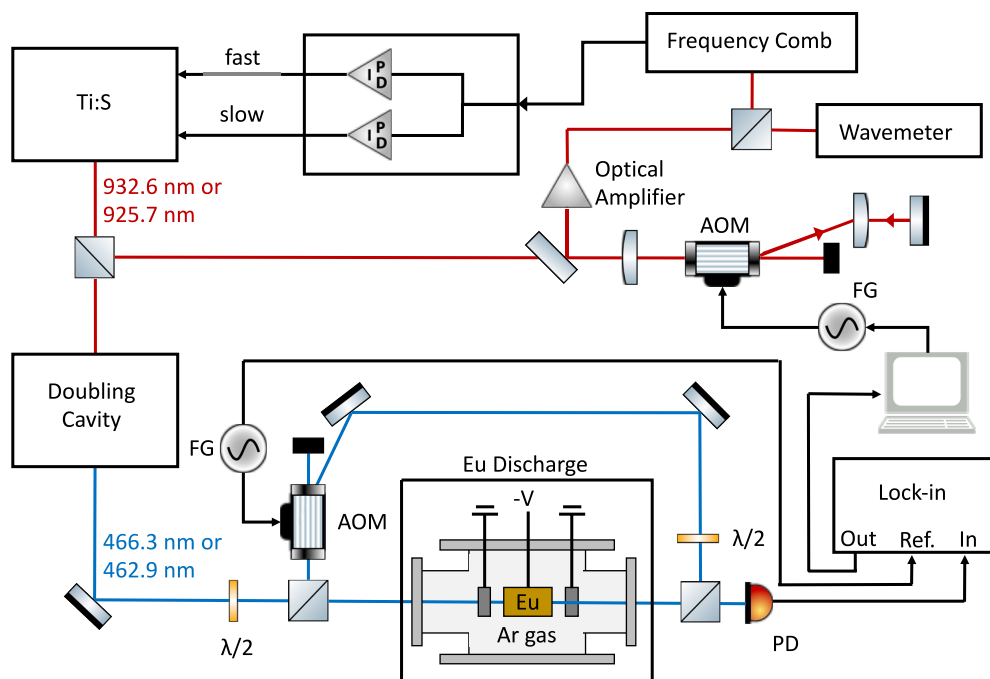 Frequency Comb
fast
Ti:S
I P D
slow
I P D
Wavemeter
Optical
Amplifier
932.6 nm or
925.7 nm
AOM
FG
Doubling
Cavity
FG
Eu Discharge
-V
AOM
Lock-in
Out Ref. In
466.3 nm or
462.9 nm
λ/2
Eu
Ar gas
λ/2
PD